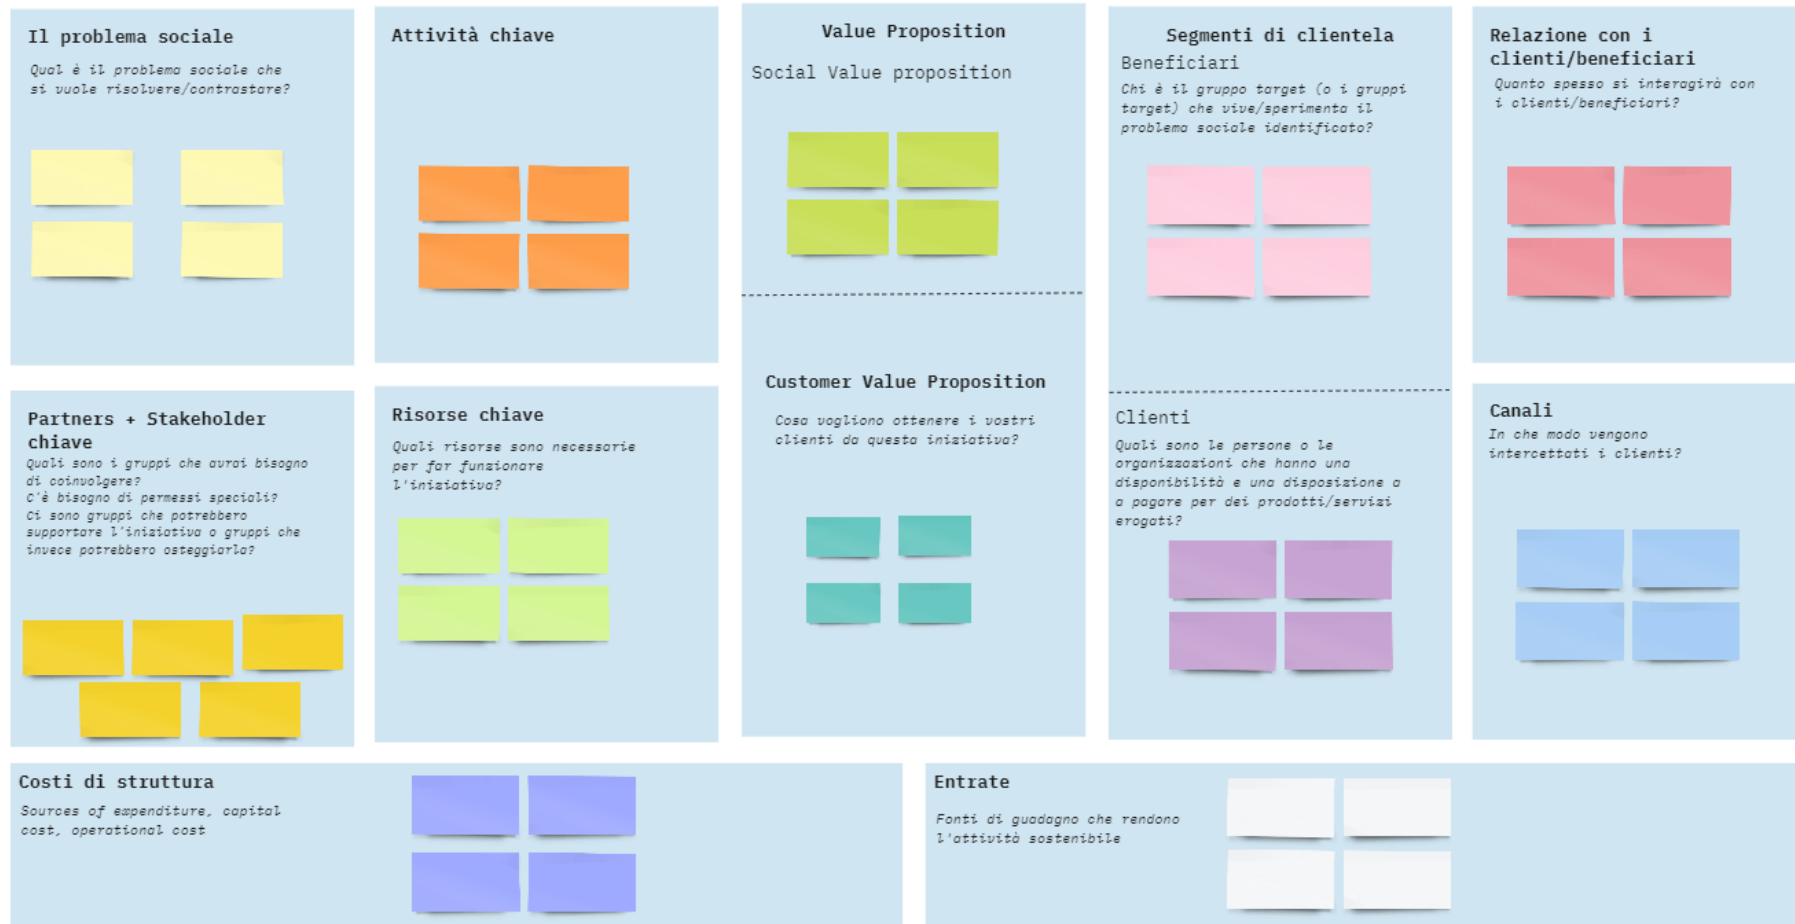 Il problema sociale
Qual è il problema sociale che
si vuole risolvere/contrastare?
Attività chiave
Value Proposition
Social Value proposition
Segmenti di clientela
Beneficiari
Chi è il gruppo target (o i gruppi
target) che vive/sperimenta il
problema sociale identificato?
Relazione con i
clienti/beneficiari
Quanto spesso si interagirà con
i clienti/beneficiari?
Partners + Stakeholder
chiave
Quali sono i gruppi che avrai bisogno
di coinvolgere?
C'è bisogno di permessi speciali?
Ci sono gruppi che potrebbero
supportare l'iniziativa o gruppi che
invece potrebbero osteggiarla?
Risorse chiave
Quali risorse sono necessarie
per far funzionare
l'iniziativa?
Customer Value Proposition
Cosa vogliono ottenere i vostri
clienti da questa iniziativa?
Clienti
Quali sono le persone o le
organizzazioni che hanno una
disponibilità e una disposizione a
a pagare per dei prodotti/servizi
erogati?
Canali
In che modo vengono
intercettati i clienti?
Costi di struttura
Sources of expenditure, capital
cost, operational cost
Entrate
Fonti di guadagno che rendono
l'attività sostenibile